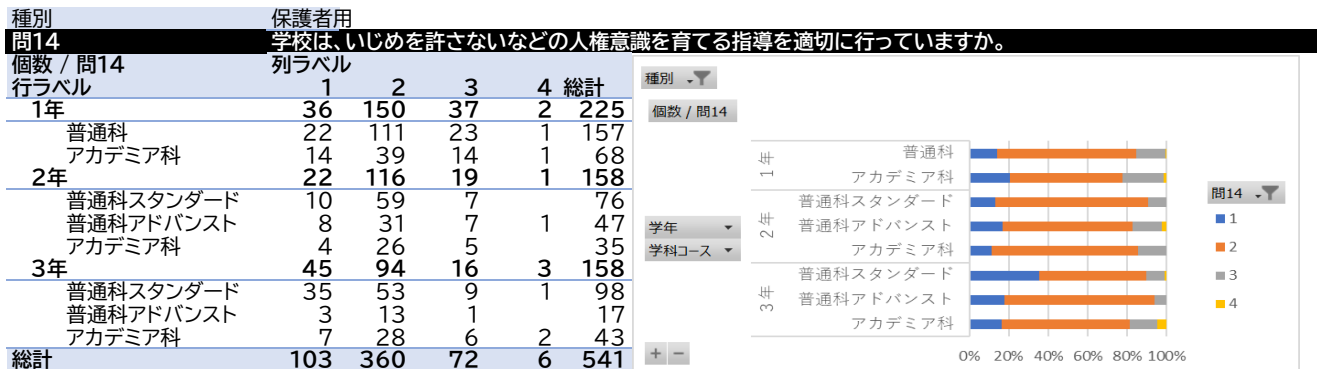 種別 保護者用
問14 学校は、いじめを許さないなどの人権意識を育てる指導を適切に行っていますか。
個数 / 問14 列ラベル
行ラベル 1 2 3 4 総計
1年 36 150 37 2 225
普通科 22 111 23 1 157
アカデミア科 14 39 14 1 68
2年 22 116 19 1 158
普通科スタンダード 10 59 7 76
普通科アドバンスト 8 31 7 1 47
アカデミア科 4 26 5 35
3年 45 94 16 3 158
普通科スタンダード 35 53 9 1 98
普通科アドバンスト 3 13 1 17
アカデミア科 7 28 6 2 43
総計 103 360 72 6 541
種別
個数 / 問14
学年
学科コース
1年
普通科
アカデミア科
2年
普通科スタンダード
普通科アドバンスト
アカデミア科
3年
普通科スタンダード
普通科アドバンスト
アカデミア科
0% 20% 40% 60% 80% 100%
問14
1
2
3
4
+ −